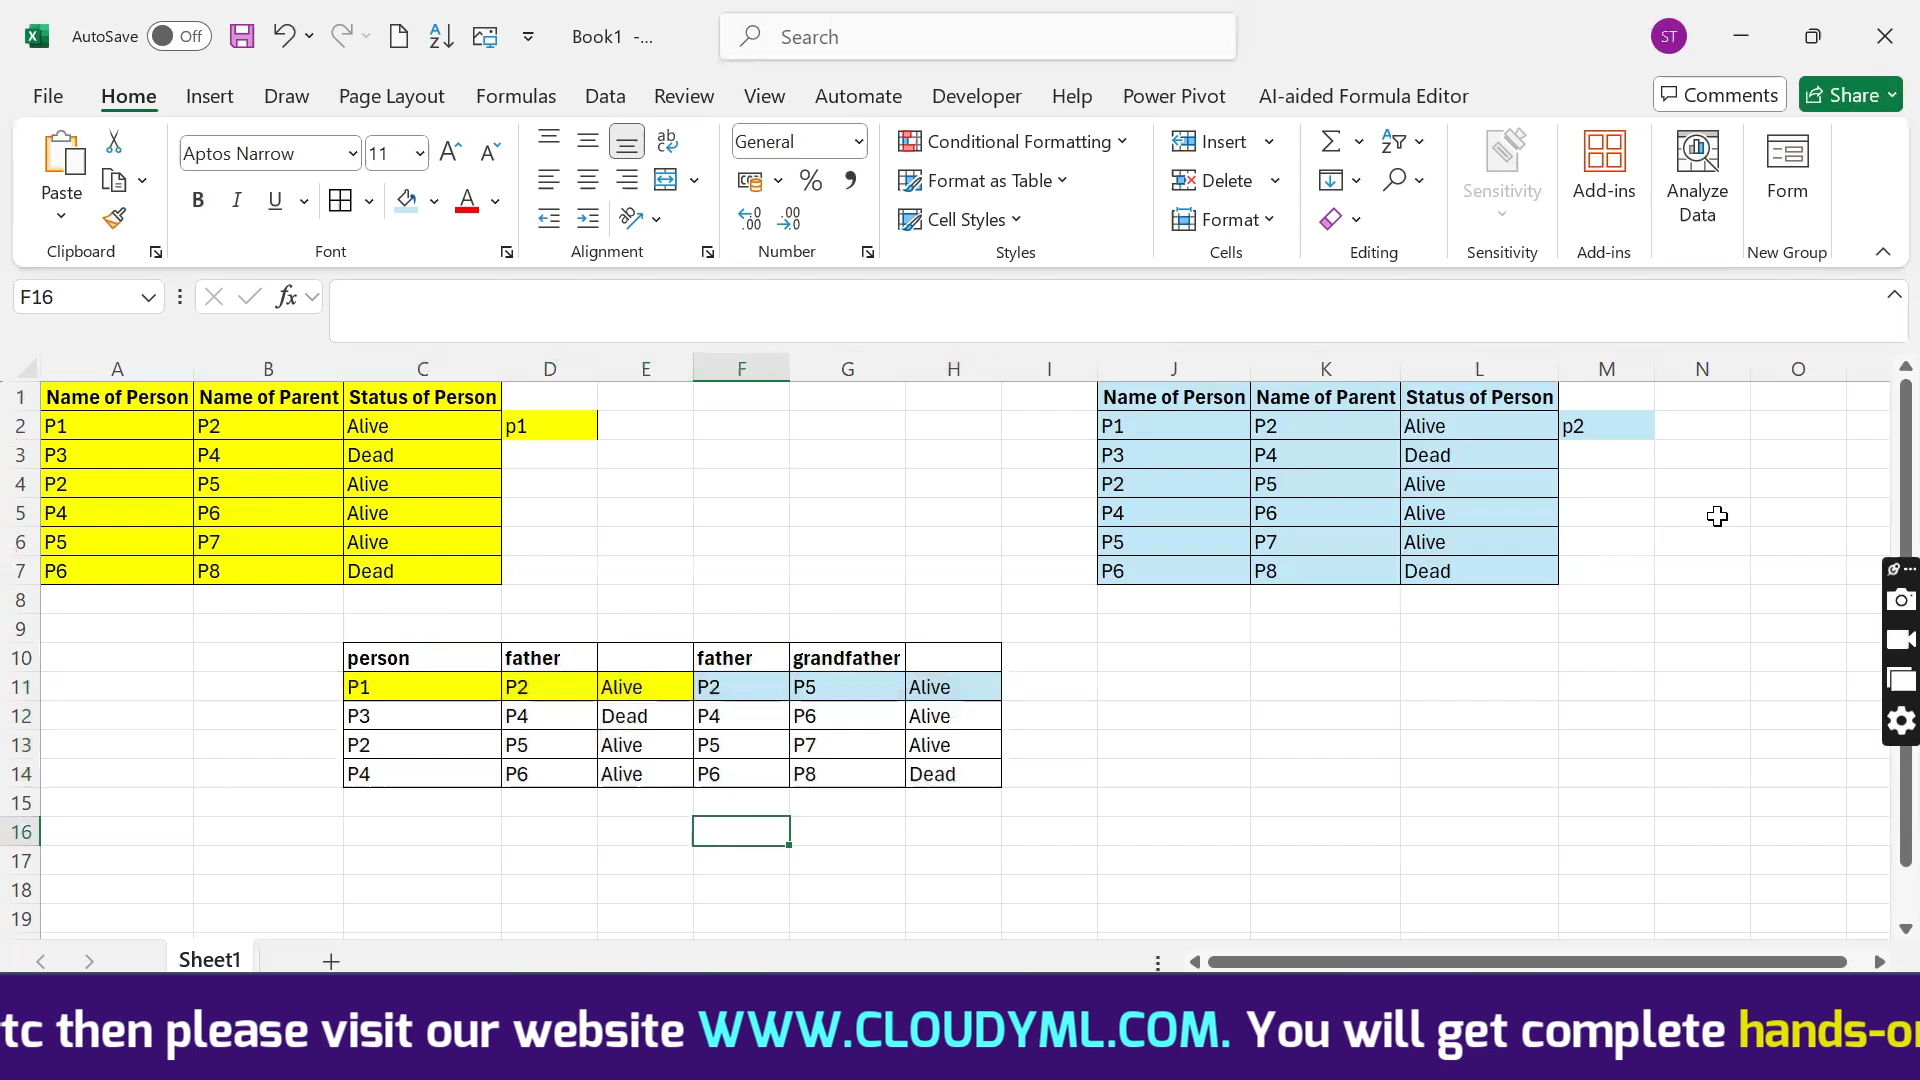 AutoSave Off Book1 -... Search ST
File Home Insert Draw Page Layout Formulas Data Review View Automate Developer Help Power Pivot AI-aided Formula Editor Comments Share
Paste Aptos Narrow 11 General Conditional Formatting Insert Sensitivity Add-ins Analyze Data Form
B I U Format as Table Delete
Cell Styles Format
Clipboard Font Alignment Number Styles Cells Editing Sensitivity Add-ins New Group
F16 fx
A B C D E F G H I J K L M N O
1 Name of Person Name of Parent Status of Person Name of Person Name of Parent Status of Person
2 P1 P2 Alive p1 P1 P2 Alive p2
3 P3 P4 Dead P3 P4 Dead
4 P2 P5 Alive P2 P5 Alive
5 P4 P6 Alive P4 P6 Alive
6 P5 P7 Alive P5 P7 Alive
7 P6 P8 Dead P6 P8 Dead
8
9
10 person father father grandfather
11 P1 P2 Alive P2 P5 Alive
12 P3 P4 Dead P4 P6 Alive
13 P2 P5 Alive P5 P7 Alive
14 P4 P6 Alive P6 P8 Dead
15
16
17
18
19
Sheet1
tc then please visit our website WWW.CLOUDYML.COM. You will get complete hands-o